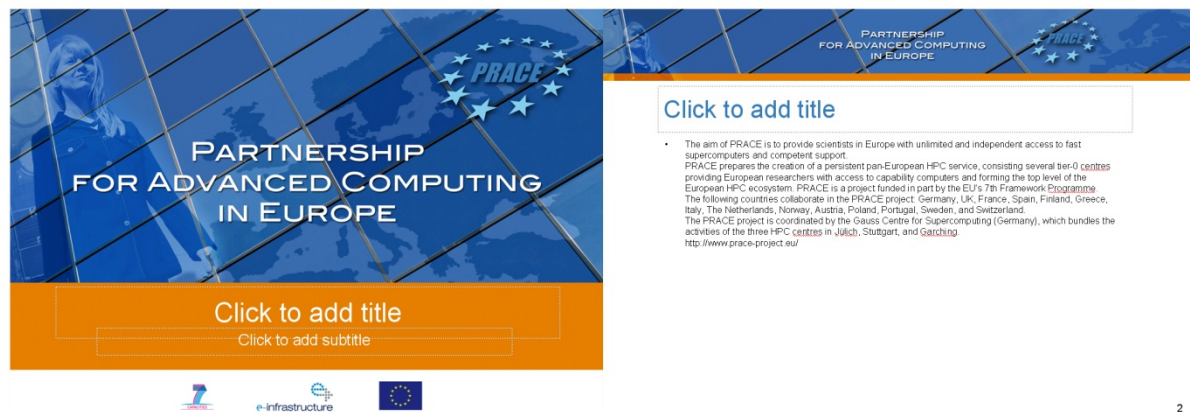 PRACE
PARTNERSHIP
FOR ADVANCED COMPUTING
IN EUROPE
Click to add title
Click to add subtitle
7
CAPACITIES
e-infrastructure
PARTNERSHIP
FOR ADVANCED COMPUTING
IN EUROPE
PRACE
Click to add title
• The aim of PRACE is to provide scientists in Europe with unlimited and independent access to fast
supercomputers and competent support.
PRACE prepares the creation of a persistent pan-European HPC service, consisting several tier-0 centres
providing European researchers with access to capability computers and forming the top level of the
European HPC ecosystem. PRACE is a project funded in part by the EU's 7th Framework Programme.
The following countries collaborate in the PRACE project: Germany, UK, France, Spain, Finland, Greece,
Italy, The Netherlands, Norway, Austria, Poland, Portugal, Sweden, and Switzerland.
The PRACE project is coordinated by the Gauss Centre for Supercomputing (Germany), which bundles the
activities of the three HPC centres in Jülich, Stuttgart, and Garching.
http://www.prace-project.eu/
2